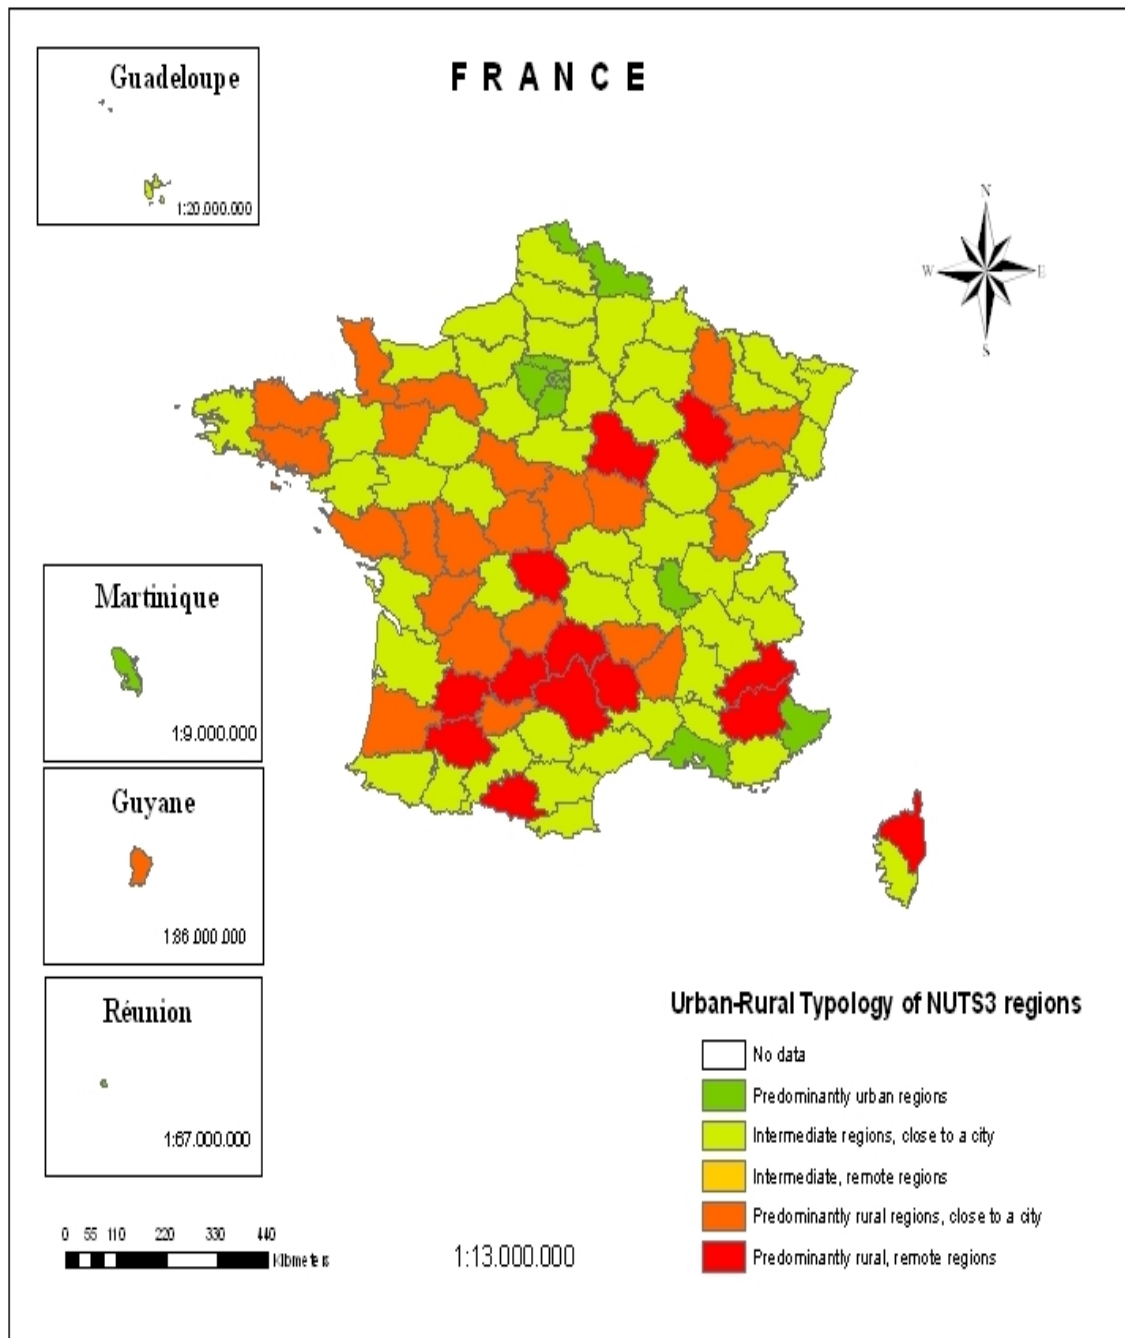 FRANCE
Guadeloupe
1:20.000.000
N
W
E
S
Martinique
1:9.000.000
Guyane
1:86.000.000
Réunion
1:67.000.000
Urban-Rural Typology of NUTS3 regions
No data
Predominantly urban regions
Intermediate regions, close to a city
Intermediate, remote regions
Predominantly rural regions, close to a city
Predominantly rural, remote regions
0 55 110 220 330 440
Kilometers
1:13.000.000